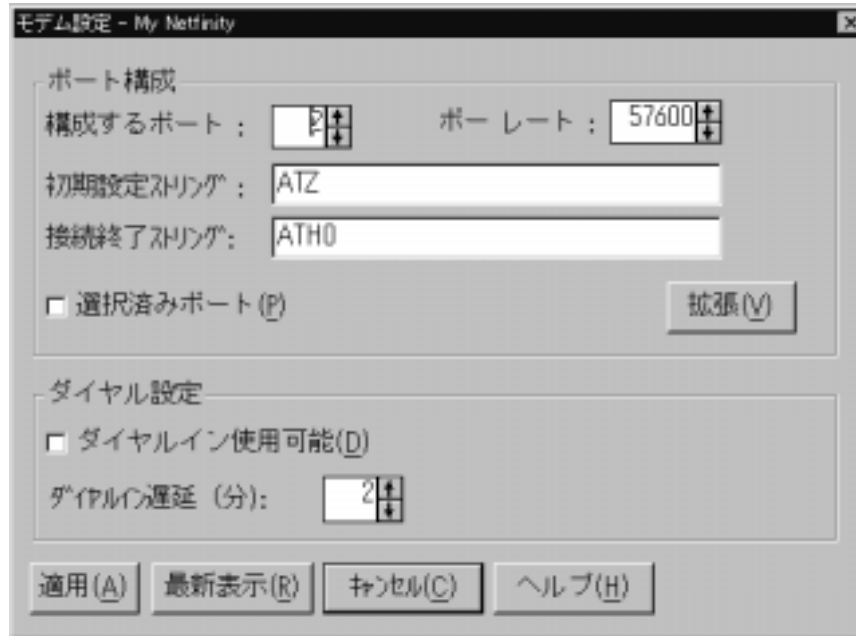 モデム設定 - My Netfinity
ポート構成
構成するポート : ボー レート : 57600
初期設定ストリング : ATZ
接続終了ストリング: ATH0
選択済みポート(P) 拡張(V)
ダイヤル設定
ダイヤルイン使用可能(D)
ダイヤルイン遅延 (分): 2
適用(A) 最新表示(R) キャンセル(C) ヘルプ(H)